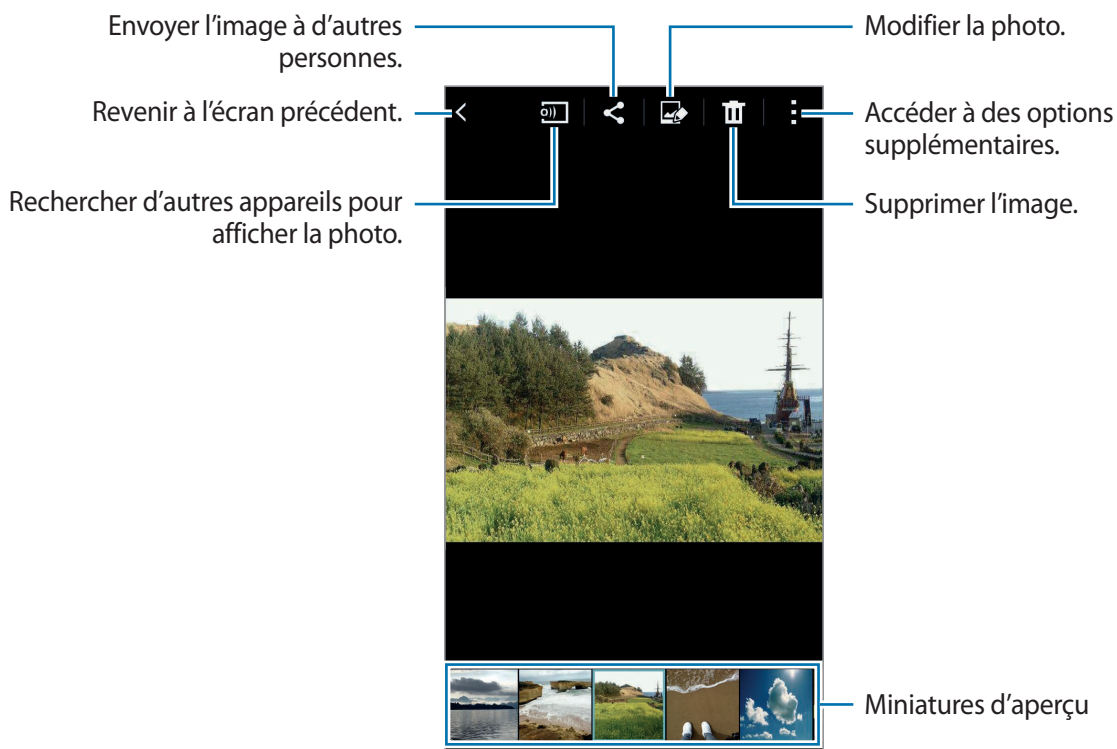 Envoyer l’image à d’autres
personnes.
Modifier la photo.
Revenir à l’écran précédent.
Accéder à des options
supplémentaires.
Rechercher d’autres appareils pour
afficher la photo.
Supprimer l’image.
Miniatures d’aperçu